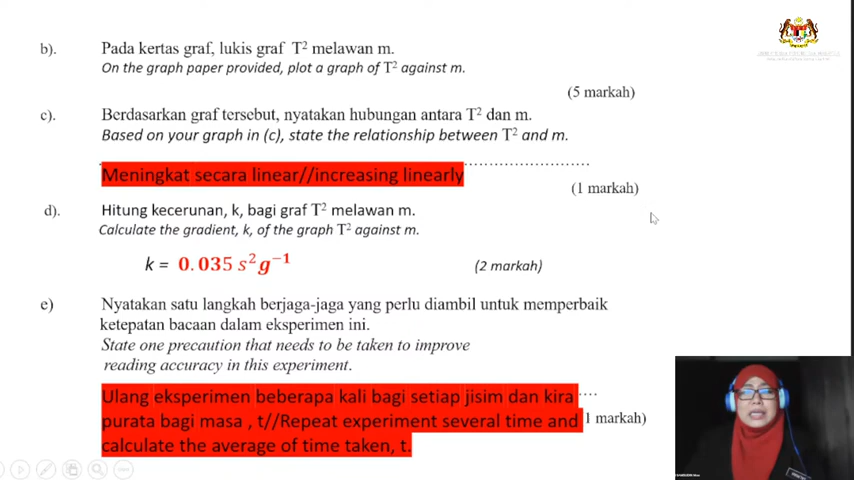 b). Pada kertas graf, lukis graf T² melawan m.
On the graph paper provided, plot a graph of T² against m.
(5 markah)
c). Berdasarkan graf tersebut, nyatakan hubungan antara T² dan m.
Based on your graph in (c), state the relationship between T² and m.
Meningkat secara linear//increasing linearly
(1 markah)
d). Hitung kecerunan, k, bagi graf T² melawan m.
Calculate the gradient, k, of the graph T² against m.
k = 0.035 s²g⁻¹ (2 markah)
e) Nyatakan satu langkah berjaga-jaga yang perlu diambil untuk memperbaik
ketepatan bacaan dalam eksperimen ini.
State one precaution that needs to be taken to improve
reading accuracy in this experiment.
Ulang eksperimen beberapa kali bagi setiap jisim dan kira
purata bagi masa , t//Repeat experiment several time and 1 markah)
calculate the average of time taken, t.